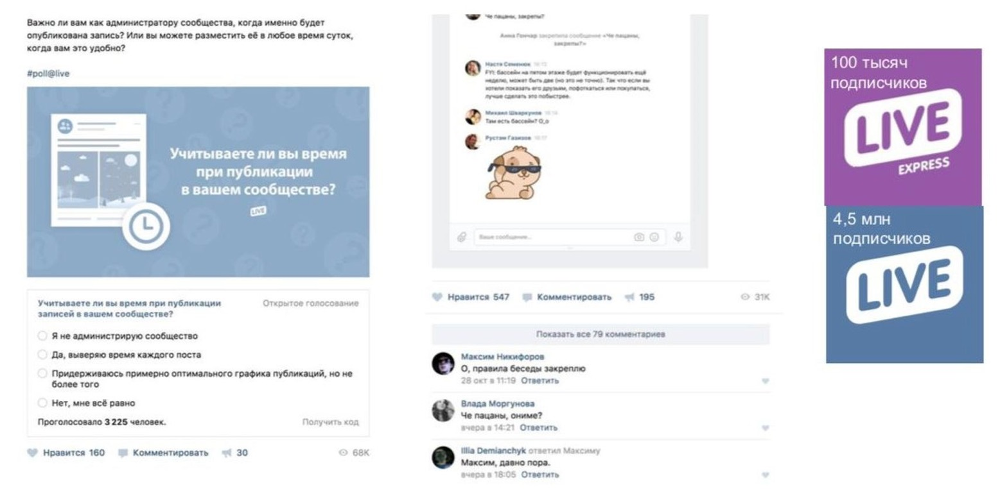 Важно ли вам как администратору сообщества, когда именно будет
опубликована запись? Или вы можете разместить её в любое время суток,
когда вам это удобно?
#poll@live
Учитываете ли вы время
при публикации
в вашем сообществе?
LIVE
Учитываете ли вы время при публикации
записей в вашем сообществе?
Открытое голосование
Я не администрирую сообщество
Да, выверяю время каждого поста
Придерживаюсь примерно оптимального графика публикаций, но не
более того
Нет, мне всё равно
Проголосовало 3 225 человек.
Получить код
Нравится 160
Комментировать
30
68K
Че пацаны, закрепы?
Анна Гончар закрепила сообщение «Че пацаны,
закрепы?»
Настя Семенюк 16:13
FYI: бассейн на пятом этаже будет функционировать ещё
неделю, может быть две (но это не точно). Так что если вы
хотели показать его друзьям, пофоткаться или покупаться,
лучше сделать это побыстрее.
Михаил Шваркунов 16:14
Там есть бассейн? О_о
Рустэм Газизов 16:17
Ваше сообщение...
Нравится 547
Комментировать
195
31K
Показать все 79 комментариев
Максим Никифоров
О, правила беседы закреплю
28 окт в 11:19 Ответить
Влада Моргунова
Че пацаны, ониме?
вчера в 14:21 Ответить
Illia Demianchyk ответил Максиму
Максим, давно пора.
вчера в 18:05 Ответить
100 тысяч
подписчиков
LIVE
EXPRESS
4,5 млн
подписчиков
LIVE